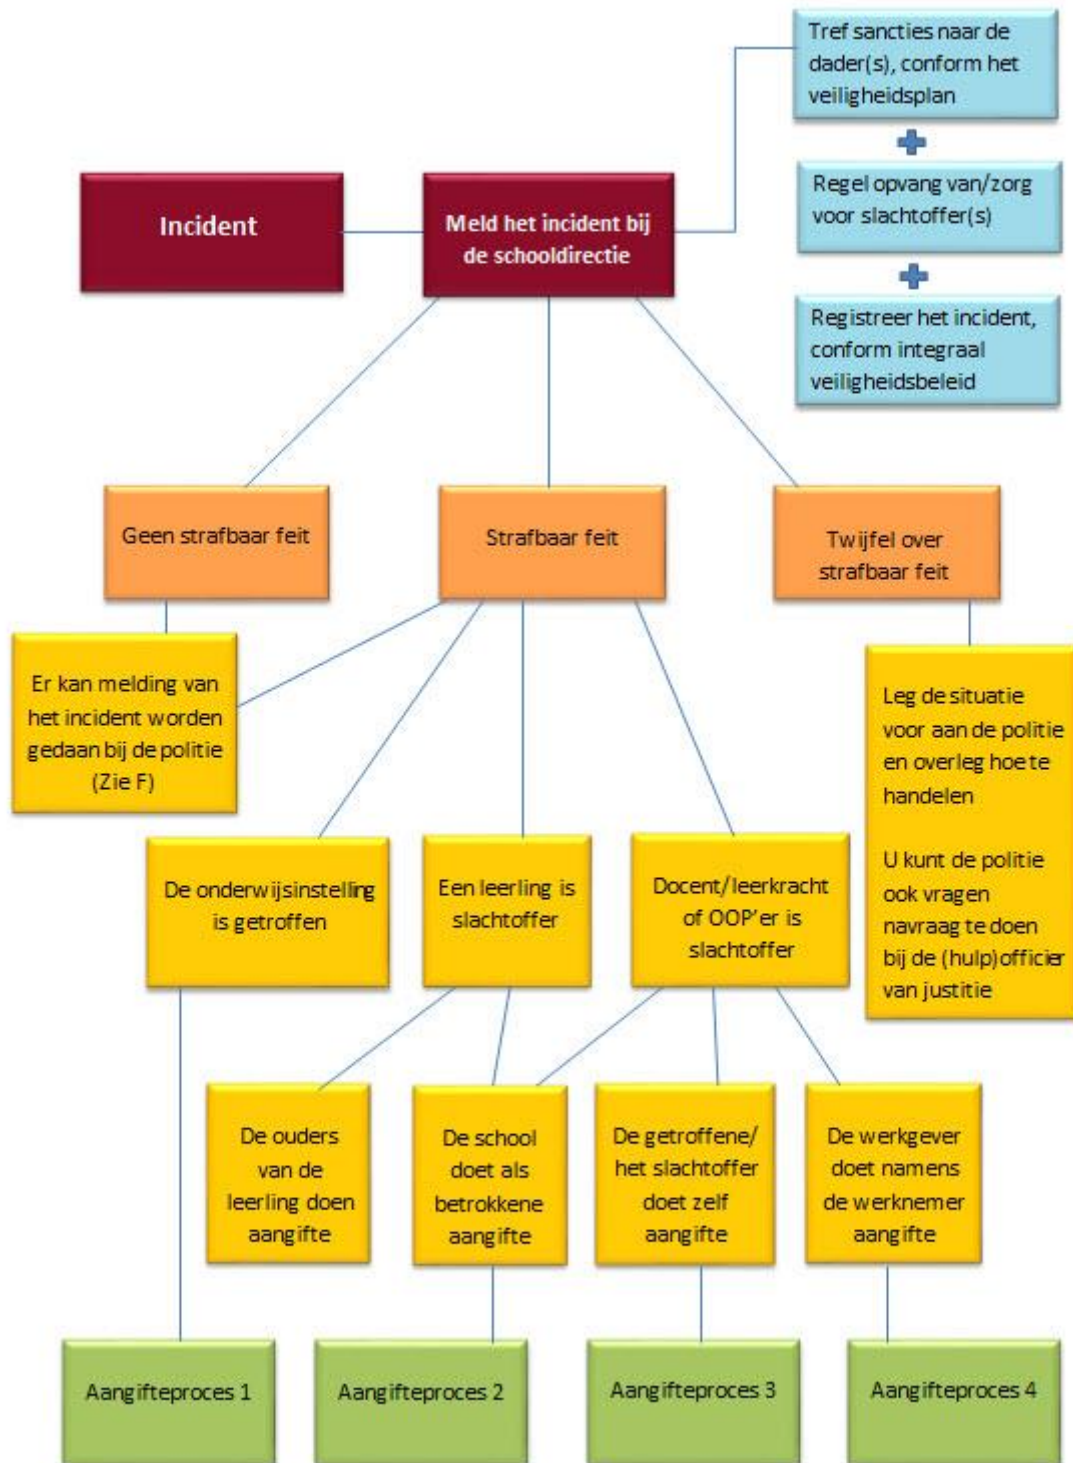 Tref sancties naar de
dader(s), conform het
veiligheidsplan
Regel opvang van/zorg
voor slachtoffer(s)
Registreer het incident,
conform integraal
veiligheidsbeleid
Incident
Meld het incident bij
de schooldirectie
Geen strafbaar feit
Strafbaar feit
Twijfel over
strafbaar feit
Er kan melding van
het incident worden
gedaan bij de politie
(Zie F)
Leg de situatie
voor aan de politie
en overleg hoe te
handelen
U kunt de politie
ook vragen
navraag te doen
bij de (hulp)officier
van justitie
De onderwijsinstelling
is getroffen
Een leerling is
slachtoffer
Docent/leerkracht
of OOP'er is
slachtoffer
De ouders
van de
leerling doen
aangifte
De school
doet als
betrokkene
aangifte
De getroffene/
het slachtoffer
doet zelf
aangifte
De werkgever
doet namens
de werknemer
aangifte
Aangifteproces 1
Aangifteproces 2
Aangifteproces 3
Aangifteproces 4